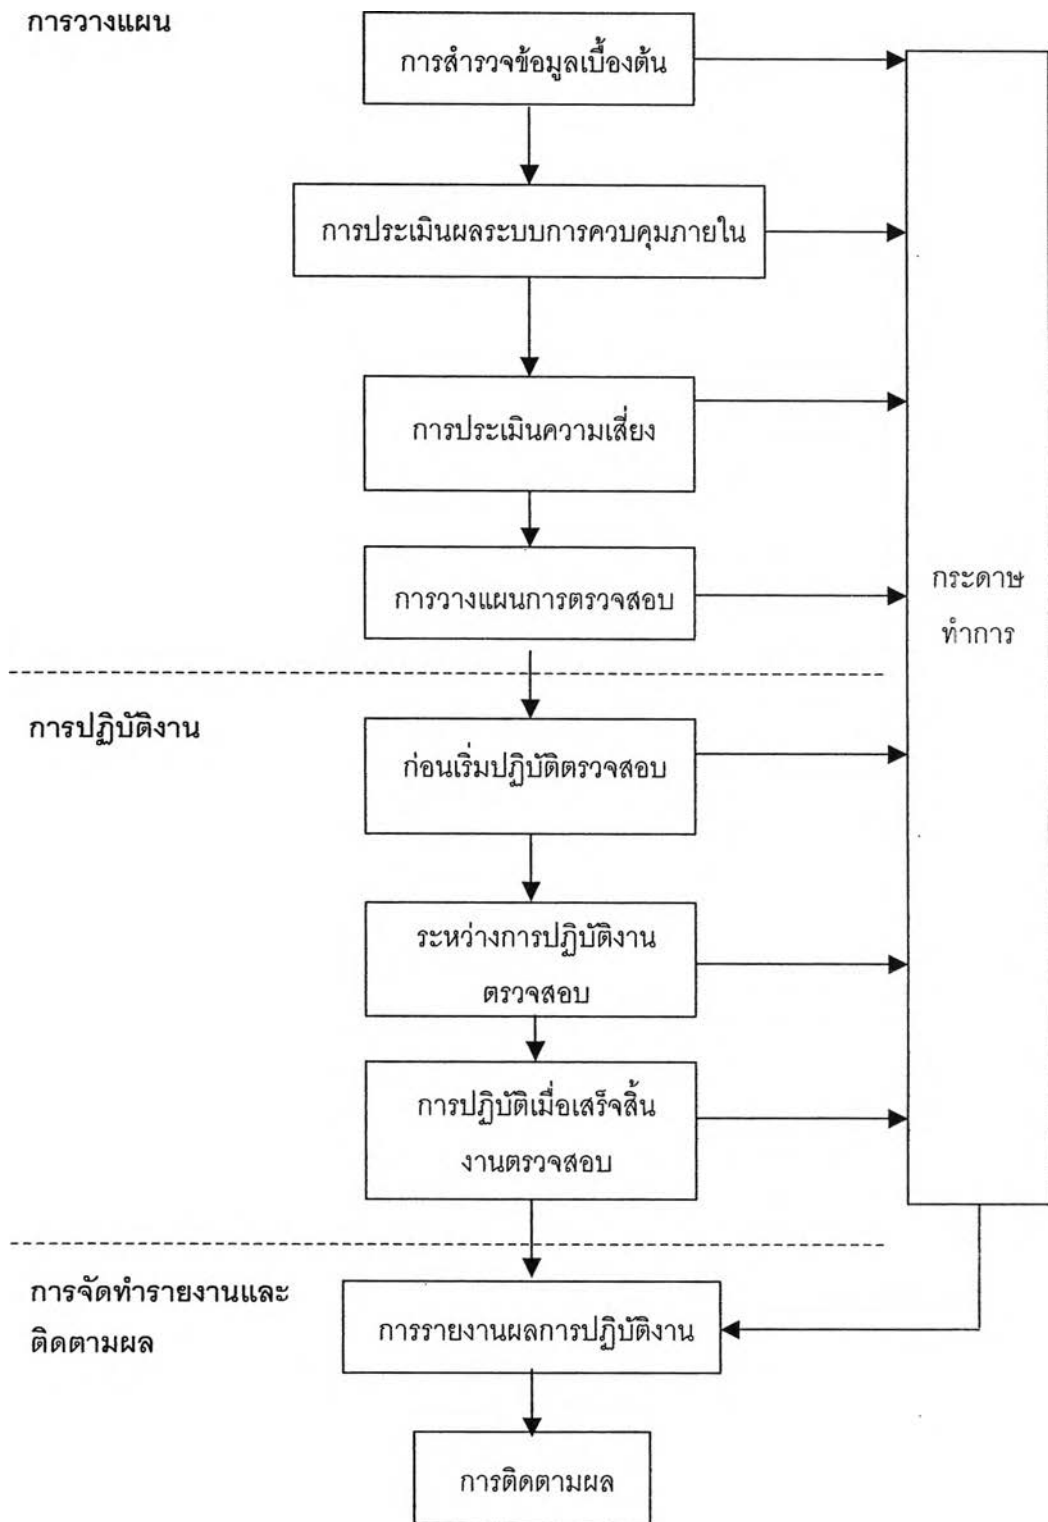 การวางแผน
การสำรวจข้อมูลเบื้องต้น
การประเมินผลระบบการควบคุมภายใน
การประเมินความเสี่ยง
การวางแผนการตรวจสอบ
กระดาษ
ทำการ
การปฏิบัติงาน
ก่อนเริ่มปฏิบัติตรวจสอบ
ระหว่างการปฏิบัติงาน
ตรวจสอบ
การปฏิบัติเมื่อเสร็จสิ้น
งานตรวจสอบ
การจัดทำรายงานและ
ติดตามผล
การรายงานผลการปฏิบัติงาน
การติดตามผล